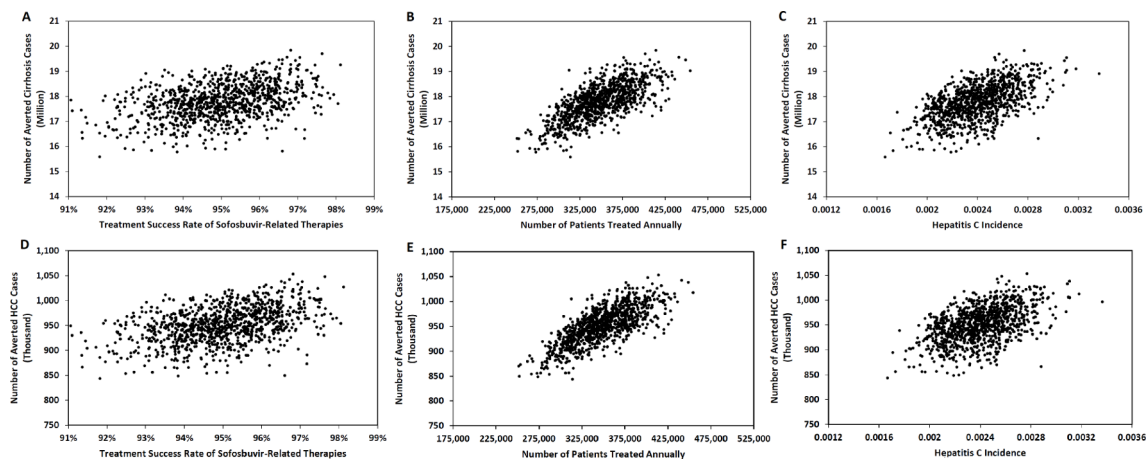 A
Number of Averted Cirrhosis Cases
(Million)
21
20
19
18
17
16
15
14
91% 92% 93% 94% 95% 96% 97% 98% 99%
Treatment Success Rate of Sofosbuvir-Related Therapies
B
Number of Averted Cirrhosis Cases
(Million)
21
20
19
18
17
16
15
14
175,000 225,000 275,000 325,000 375,000 425,000 475,000 525,000
Number of Patients Treated Annually
C
Number of Averted Cirrhosis Cases
(Million)
21
20
19
18
17
16
15
14
0.0012 0.0016 0.002 0.0024 0.0028 0.0032 0.0036
Hepatitis C Incidence
D
Number of Averted HCC Cases
(Thousand)
1,100
1,050
1,000
950
900
850
800
750
91% 92% 93% 94% 95% 96% 97% 98% 99%
Treatment Success Rate of Sofosbuvir-Related Therapies
E
Number of Averted HCC Cases
(Thousand)
1,100
1,050
1,000
950
900
850
800
750
175,000 225,000 275,000 325,000 375,000 425,000 475,000 525,000
Number of Patients Treated Annually
F
Number of Averted HCC Cases
(Thousand)
1,100
1,050
1,000
950
900
850
800
750
0.0012 0.0016 0.002 0.0024 0.0028 0.0032 0.0036
Hepatitis C Incidence